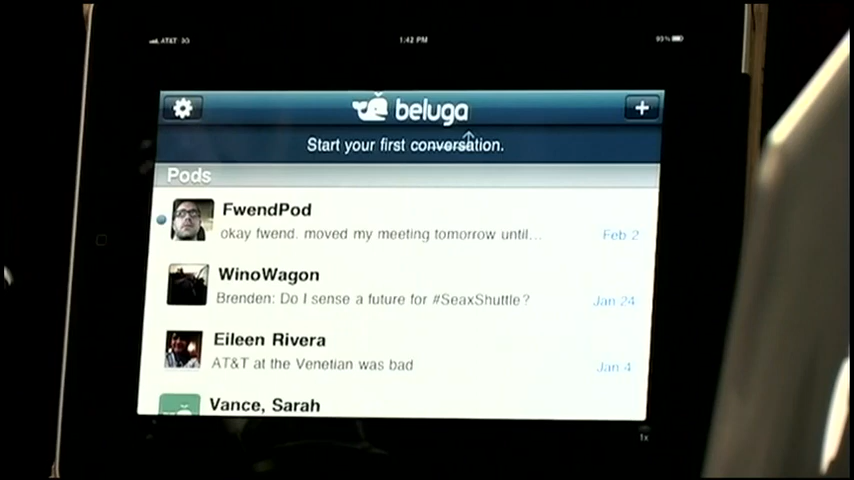 AT&T 3G
1:42 PM
93%
beluga
Start your first conversation.
Pods
FwendPod
okay fwend. moved my meeting tomorrow until...
Feb 2
WinoWagon
Brenden: Do I sense a future for #SeaxShuttle?
Jan 24
Eileen Rivera
AT&T at the Venetian was bad
Jan 4
Vance, Sarah
1x